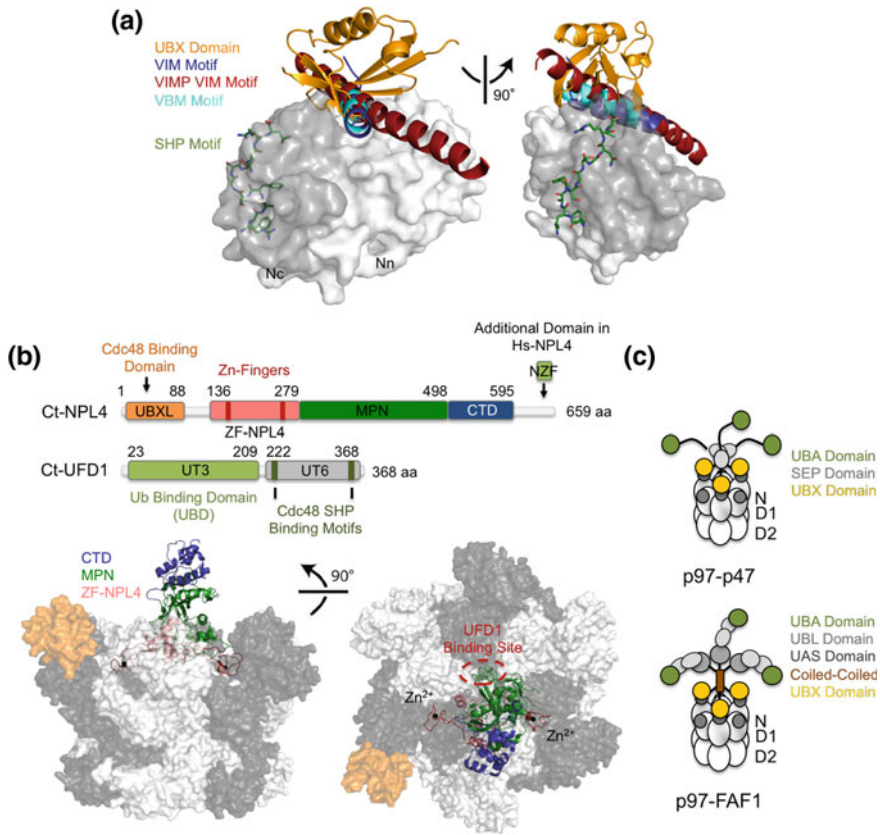 (a)
UBX Domain
VIM Motif
VIMP VIM Motif
VBM Motif
SHP Motif
90°
Nc
Nn
(b)
Cdc48 Binding
Domain
Zn-Fingers
Additional Domain in
Hs-NPL4
NZF
1
88
136
279
498
595
Ct-NPL4
UBXL
MPN
CTD
659 aa
ZF-NPL4
23
209
222
368
Ct-UFD1
UT3
UT6
368 aa
Ub Binding Domain
(UBD)
Cdc48 SHP
Binding Motifs
CTD
MPN
ZF-NPL4
90°
UFD1
Binding Site
Zn2+
Zn2+
(c)
UBA Domain
SEP Domain
UBX Domain
N
D1
D2
p97-p47
UBA Domain
UBL Domain
UAS Domain
Coiled-Coiled
UBX Domain
N
D1
D2
p97-FAF1